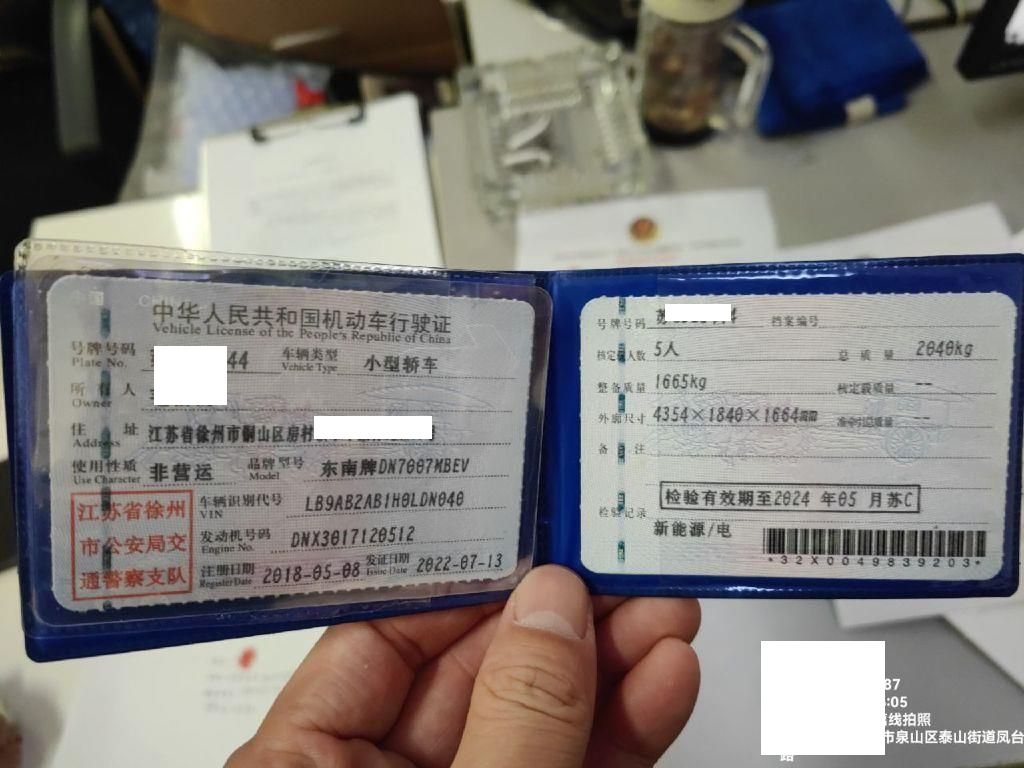 中国 CHINA
中华人民共和国机动车行驶证
Vehicle License of the People's Republic of China
号牌号码 44 车辆类型 小型轿车
Plate No. Vehicle Type
所有人
Owner
住址 江苏省徐州市铜山区房村
Address
使用性质 非营运 品牌型号 东南牌DN7007MBEV
Use Character Model
江苏省徐州
市公安局交
通警察支队
车辆识别代号 LB9AB2AB1H0LDN040
VIN
发动机号码 DNX3017120512
Engine No.
注册日期 2018-05-08 发证日期 2022-07-13
Register Date Issue Date
号牌号码 苏 44 档案编号
核定载人数 5人 总质量 2040kg
整备质量 1665kg 核定载质量 --
外廓尺寸 4354×1840×1664mm 准牵引总质量 --
备注
检验有效期至2024 年05 月苏C
检验记录
新能源/电
*32X0049839203*
87
:05
离线拍照
市泉山区泰山街道凤台
路